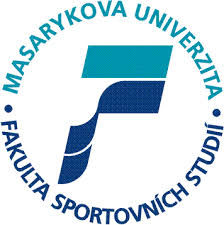 MASARYKOVA UNIVERZITA
• FAKULTA SPORTOVNÍCH STUDIÍ •